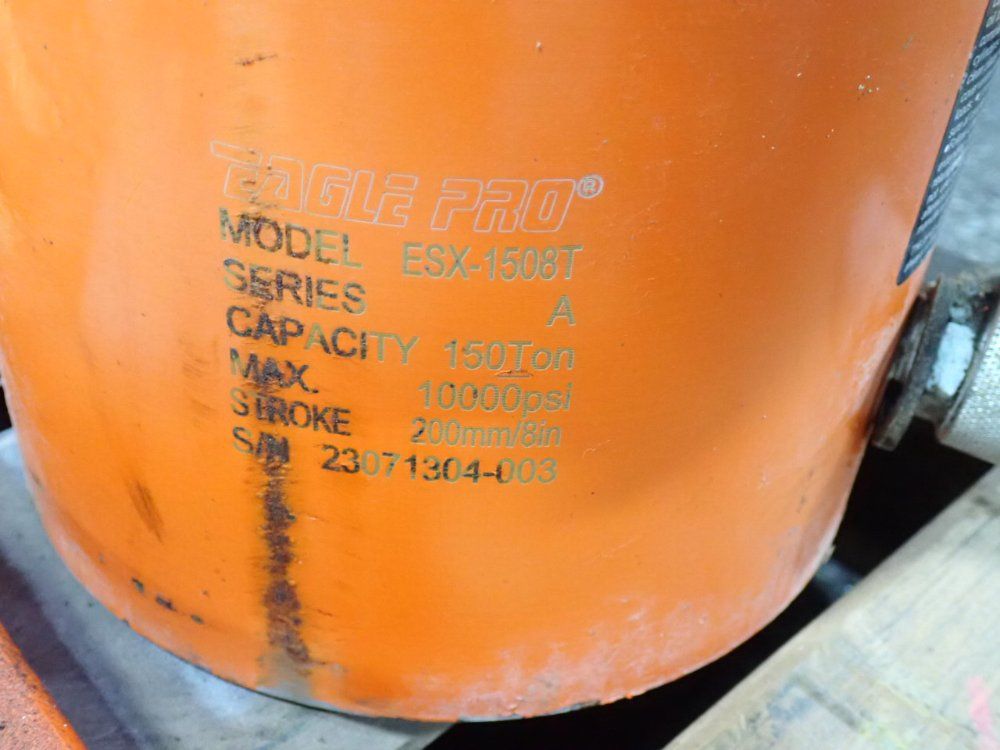 EAGLE PRO®
MODEL ESX-1508T
SERIES A
CAPACITY 150Ton
MAX. 10000psi
STROKE 200mm/8in
S/N 23071304-003